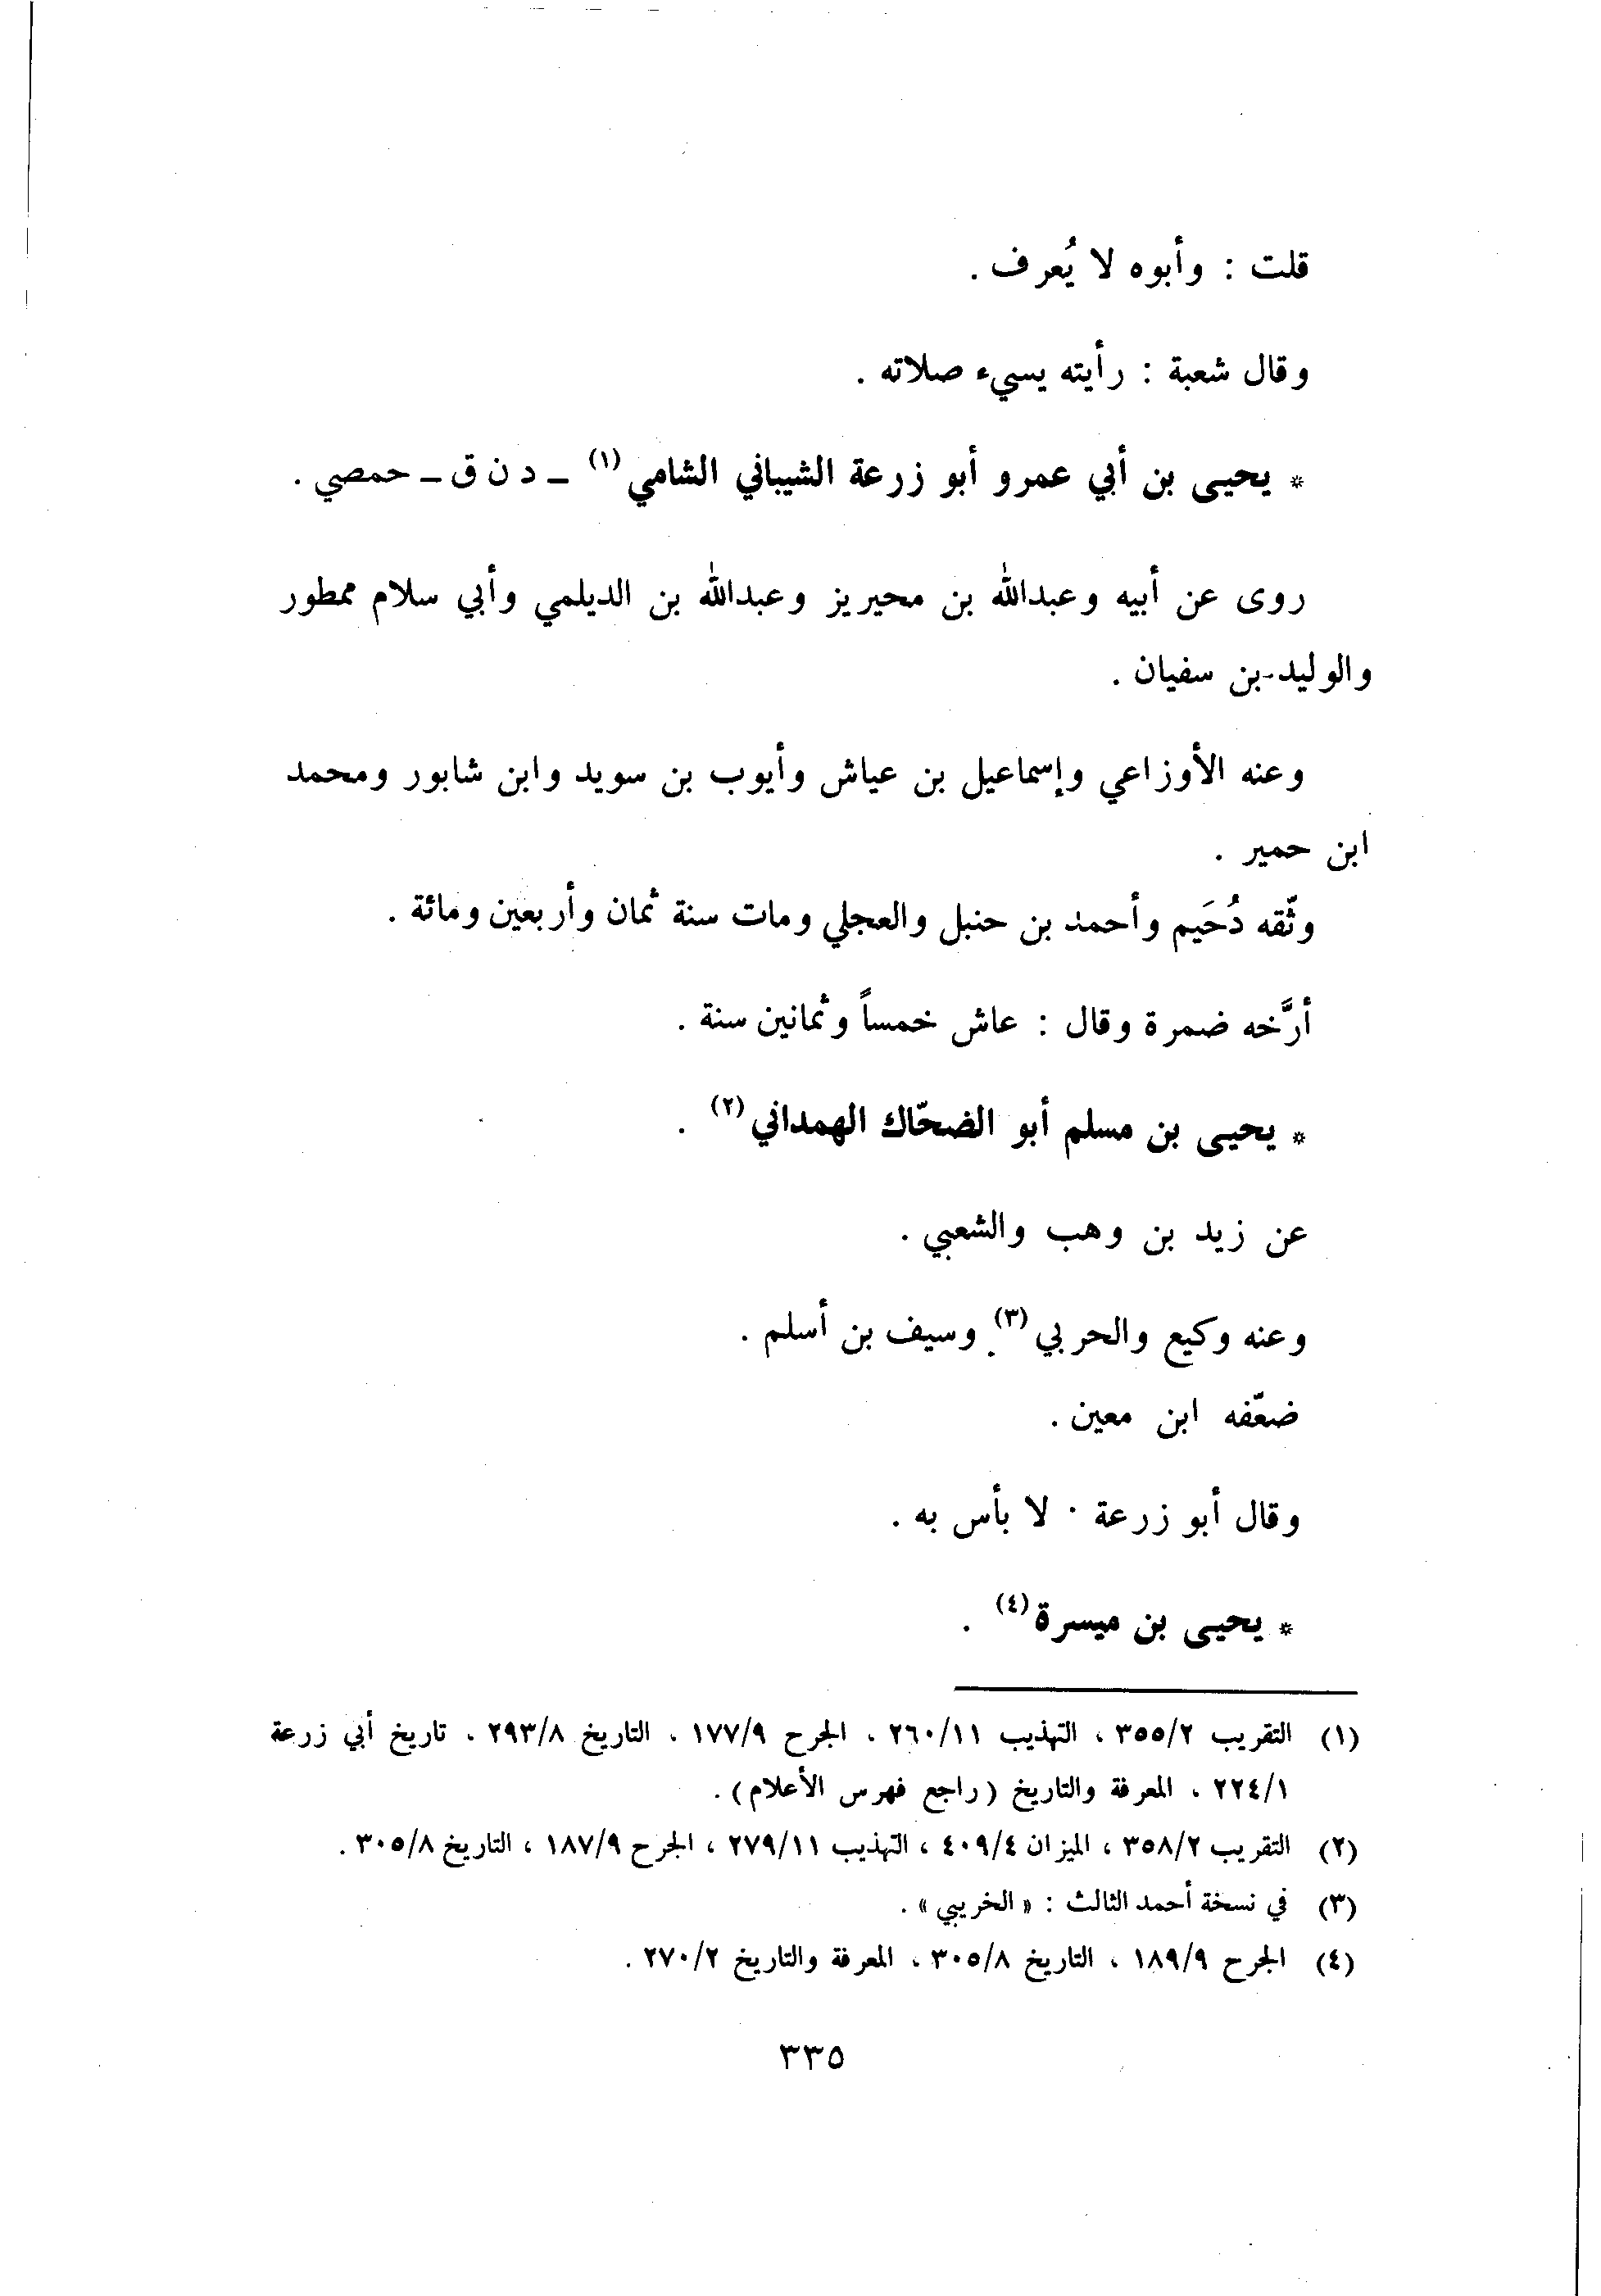 قلت : وأبوه لا يُعرف .
وقال شعبة : رأيته يسيء صلاته .
* يحيى بن أبي عمرو أبو زرعة الشيباني الشامي (١) ـ د ن ق ـ حمصي .
روى عن أبيه وعبدالله بن محيريز وعبدالله بن الديلمي وأبي سلام ممطور
والوليد بن سفيان .
وعنه الأوزاعي وإسماعيل بن عياش وأيوب بن سويد وابن شابور ومحمد
ابن حمير .
وثّقه دُحَيم وأحمد بن حنبل والعجلي ومات سنة ثمان وأربعين ومائة .
أرَّخه ضمرة وقال : عاش خمساً وثمانين سنة .
* يحيى بن مسلم أبو الضحّاك الهمداني (٢) .
عن زيد بن وهب والشعبي .
وعنه وكيع والحربي (٣) وسيف بن أسلم .
ضعّفه ابن معين .
وقال أبو زرعة · لا بأس به .
* يحيى بن ميسرة (٤) .
(١) التقريب ٣٥٥/٢ ، التهذيب ٢٦٠/١١ ، الجرح ١٧٧/٩ ، التاريخ ٢٩٣/٨ ، تاريخ أبي زرعة
٢٢٤/١ ، المعرفة والتاريخ (راجع فهرس الأعلام) .
(٢) التقريب ٣٥٨/٢ ، الميزان ٤٠٩/٤ ، التهذيب ٢٧٩/١١ ، الجرح ١٨٧/٩ ، التاريخ ٣٠٥/٨ .
(٣) في نسخة أحمد الثالث : « الخريبي » .
(٤) الجرح ١٨٩/٩ ، التاريخ ٣٠٥/٨ ، المعرفة والتاريخ ٢٧٠/٢ .
٣٣٥